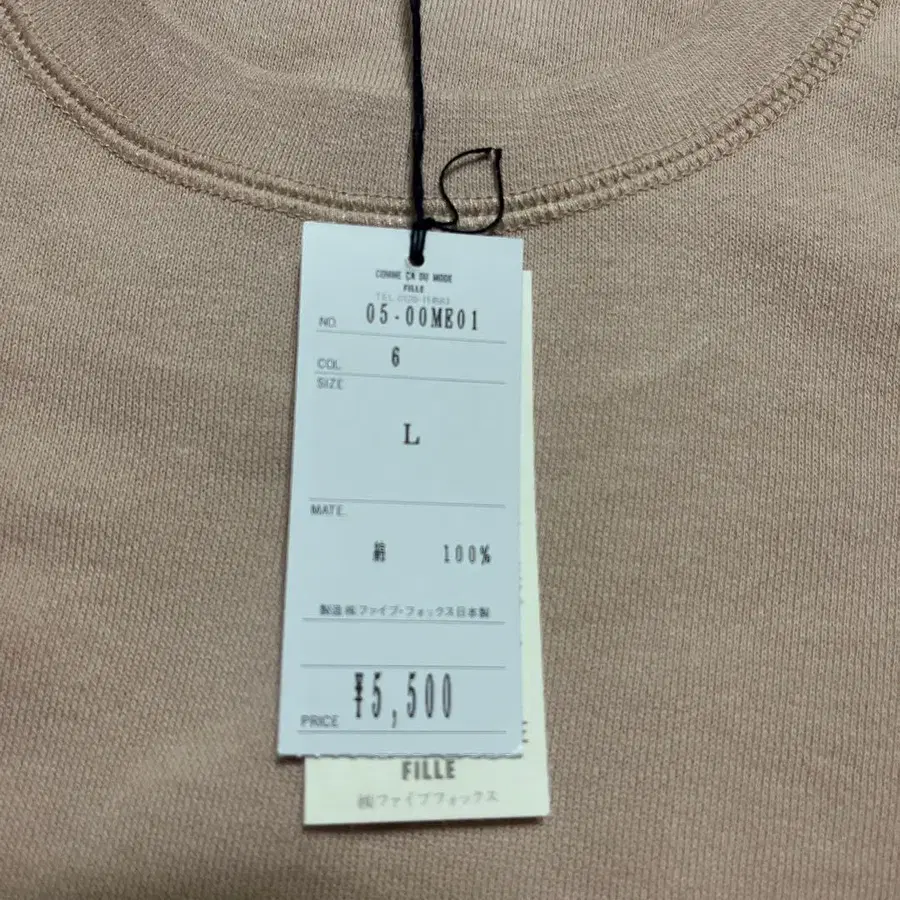 COMME ÇA DU MODE
FILLE
NO. 05-00ME01
COL. 6
SIZE
L
MATE.
綿 100%
製造㈱ファイブ・フォックス日本製
PRICE ¥5,500
FILLE
㈱ファイブフォックス